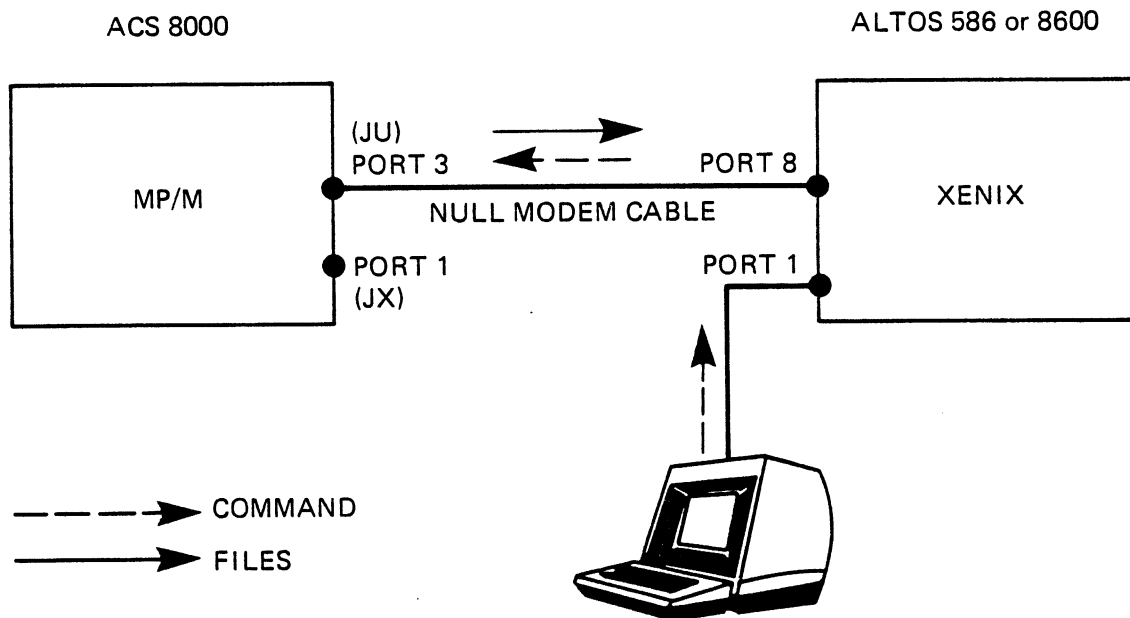 ACS 8000
ALTOS 586 or 8600
MP/M
(JU)
PORT 3
PORT 8
NULL MODEM CABLE
XENIX
PORT 1
(JX)
PORT 1
COMMAND
FILES